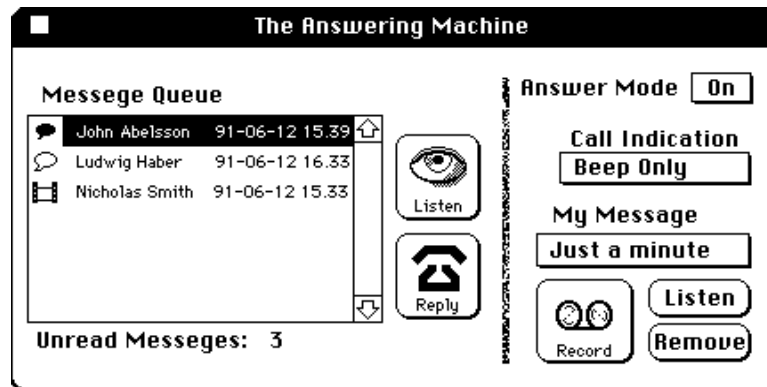 The Answering Machine
Messege Queue
John Abelsson 91-06-12 15.39
Ludwig Haber 91-06-12 16.33
Nicholas Smith 91-06-12 15.33
Listen
Reply
Unread Messeges: 3
Answer Mode On
Call Indication
Beep Only
My Message
Just a minute
Record
Listen
Remove